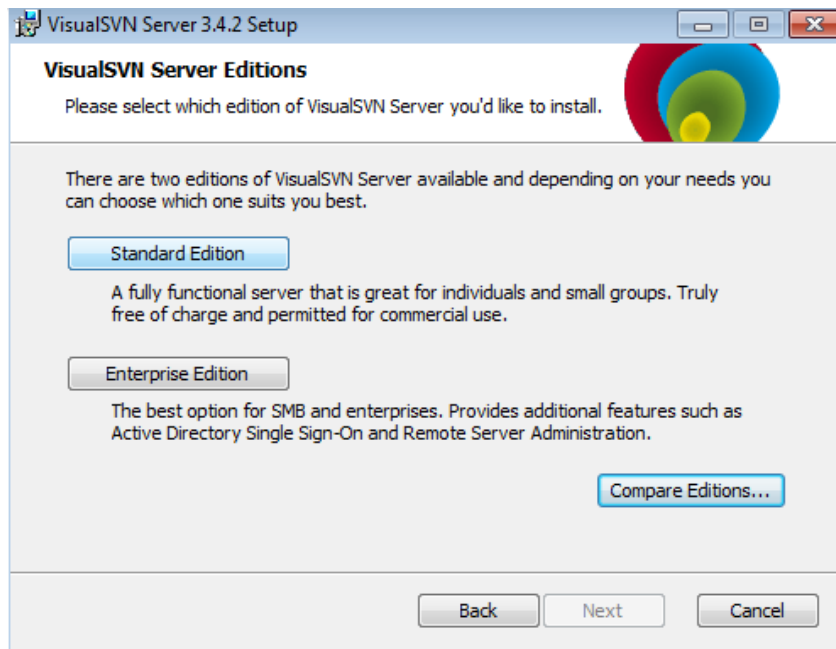 VisualSVN Server 3.4.2 Setup
VisualSVN Server Editions
Please select which edition of VisualSVN Server you'd like to install.
There are two editions of VisualSVN Server available and depending on your needs you
can choose which one suits you best.
Standard Edition
A fully functional server that is great for individuals and small groups. Truly
free of charge and permitted for commercial use.
Enterprise Edition
The best option for SMB and enterprises. Provides additional features such as
Active Directory Single Sign-On and Remote Server Administration.
Compare Editions...
Back
Next
Cancel